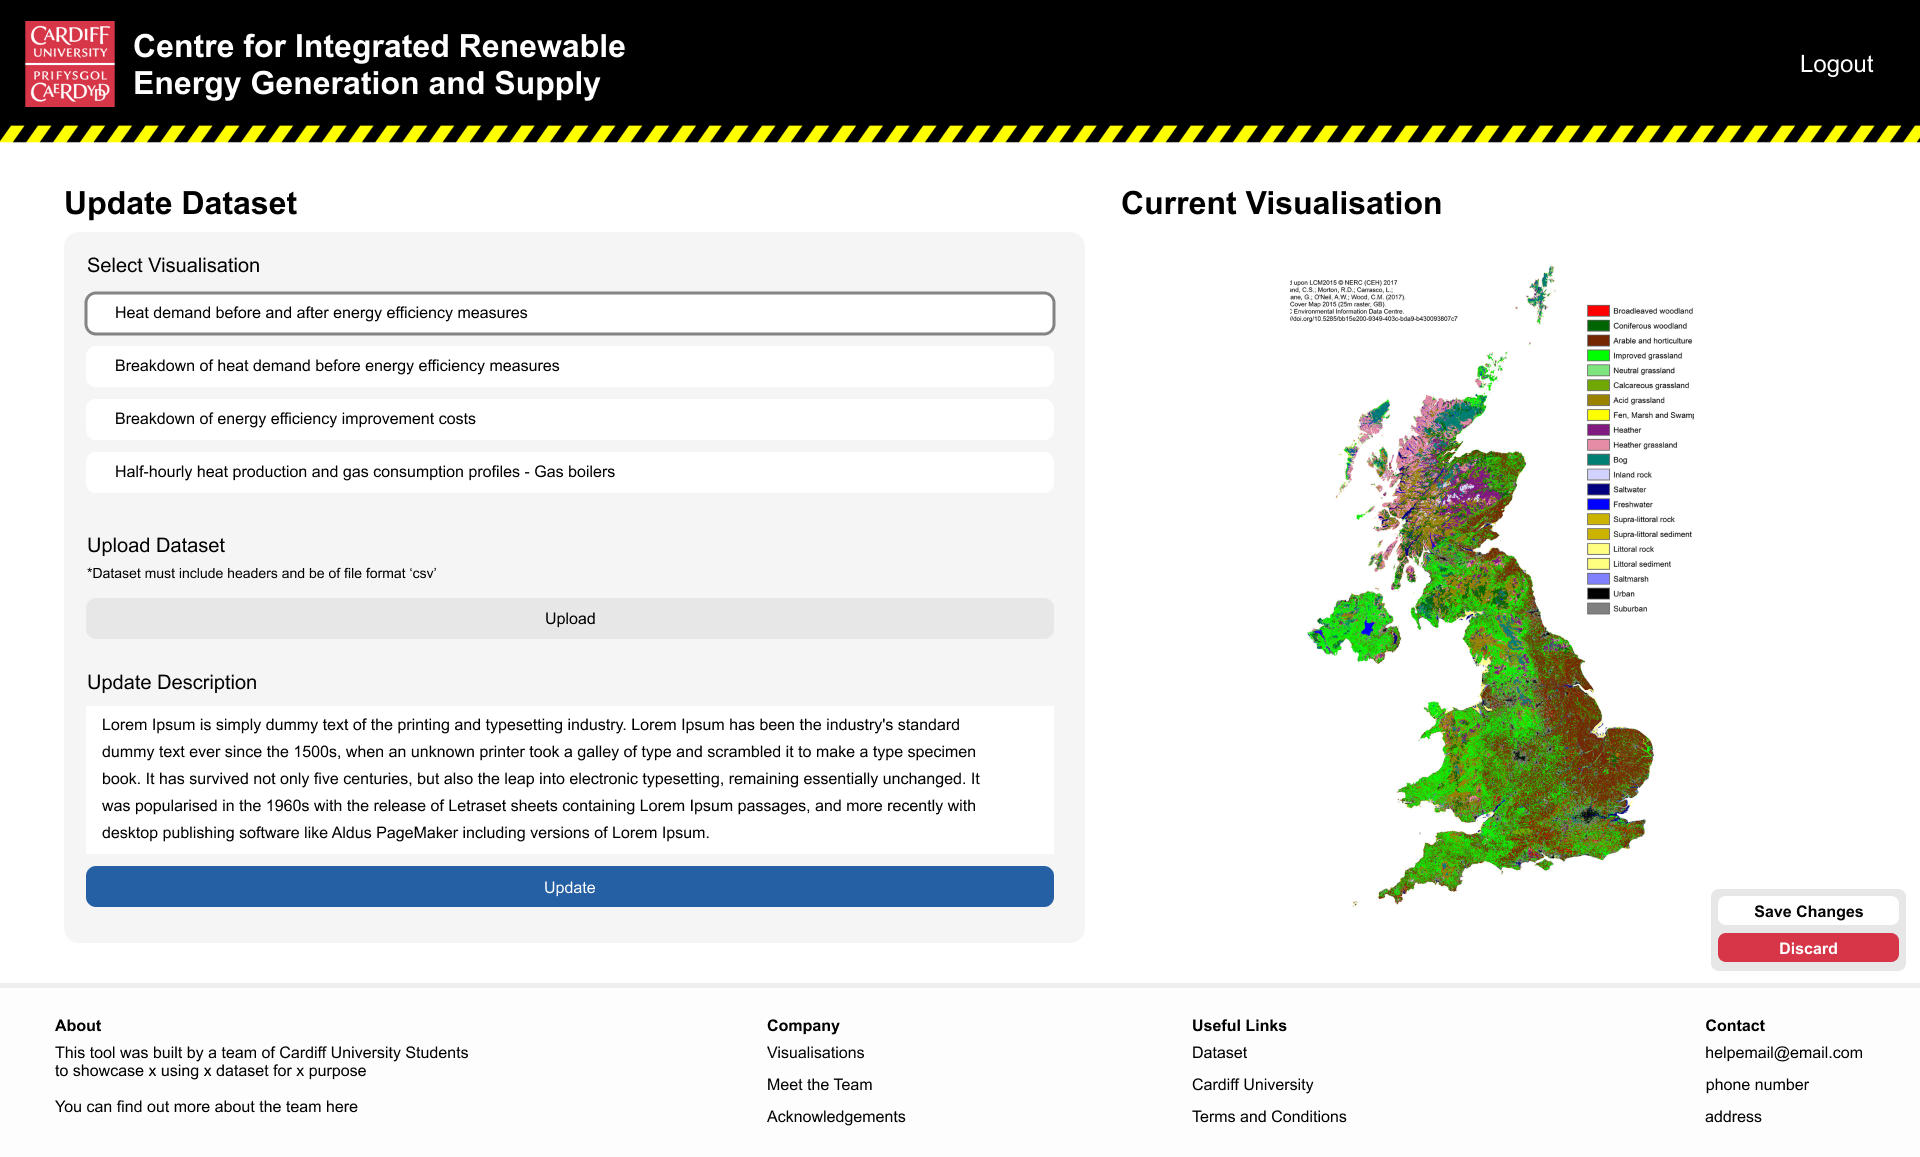 CARDIFF
UNIVERSITY
PRIFYSGOL
CAERDYDD
Centre for Integrated Renewable
Energy Generation and Supply
Logout
Update Dataset
Select Visualisation
Heat demand before and after energy efficiency measures
Breakdown of heat demand before energy efficiency measures
Breakdown of energy efficiency improvement costs
Half-hourly heat production and gas consumption profiles - Gas boilers
Upload Dataset
*Dataset must include headers and be of file format ‘csv’
Upload
Update Description
Lorem Ipsum is simply dummy text of the printing and typesetting industry. Lorem Ipsum has been the industry's standard
dummy text ever since the 1500s, when an unknown printer took a galley of type and scrambled it to make a type specimen
book. It has survived not only five centuries, but also the leap into electronic typesetting, remaining essentially unchanged. It
was popularised in the 1960s with the release of Letraset sheets containing Lorem Ipsum passages, and more recently with
desktop publishing software like Aldus PageMaker including versions of Lorem Ipsum.
Update
Current Visualisation
upon LCM2015 © NERC (CEH) 2017
C.S.; Morton, R.D.; Carrasco, L.;
G.; O'Neil, A.W.; Wood, C.M. (2017).
Cover Map 2015 (25m raster, GB).
Environmental Information Data Centre.
//doi.org/10.5285/bb15e200-9349-403c-bda9-b430093807c7
Broadleaved woodland
Coniferous woodland
Arable and horticulture
Improved grassland
Neutral grassland
Calcareous grassland
Acid grassland
Fen, Marsh and Swamp
Heather
Heather grassland
Bog
Inland rock
Saltwater
Freshwater
Supra-littoral rock
Supra-littoral sediment
Littoral rock
Littoral sediment
Saltmarsh
Urban
Suburban
Save Changes
Discard
About
This tool was built by a team of Cardiff University Students
to showcase x using x dataset for x purpose
You can find out more about the team here
Company
Visualisations
Meet the Team
Acknowledgements
Useful Links
Dataset
Cardiff University
Terms and Conditions
Contact
helpemail@email.com
phone number
address